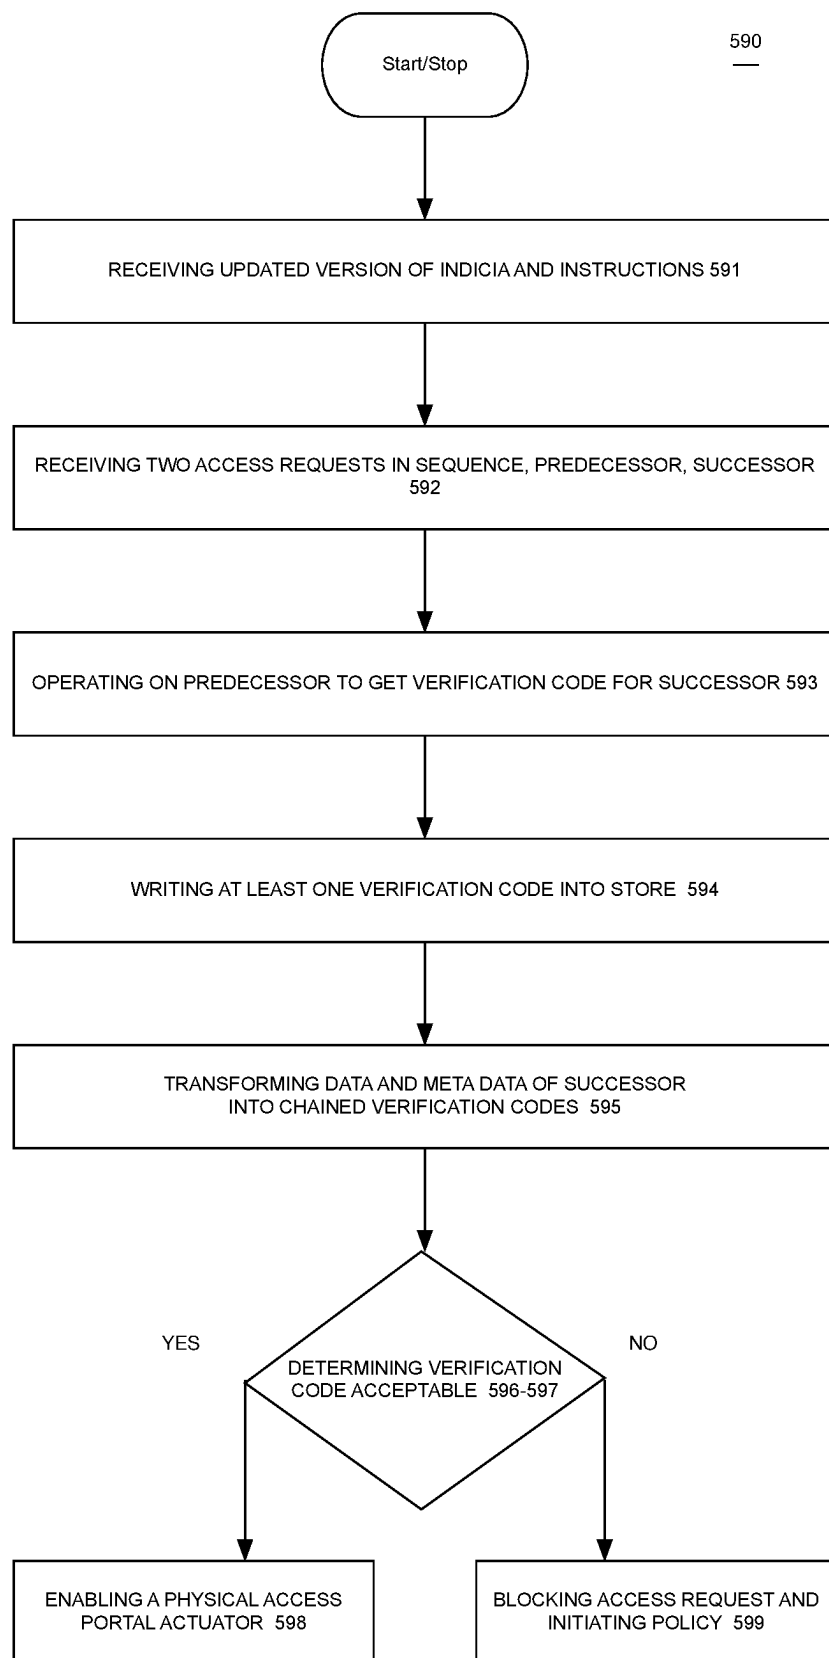 590
Start/Stop
RECEIVING UPDATED VERSION OF INDICIA AND INSTRUCTIONS 591
RECEIVING TWO ACCESS REQUESTS IN SEQUENCE, PREDECESSOR, SUCCESSOR
592
OPERATING ON PREDECESSOR TO GET VERIFICATION CODE FOR SUCCESSOR 593
WRITING AT LEAST ONE VERIFICATION CODE INTO STORE 594
TRANSFORMING DATA AND META DATA OF SUCCESSOR
INTO CHAINED VERIFICATION CODES 595
YES
NO
DETERMINING VERIFICATION
CODE ACCEPTABLE 596-597
ENABLING A PHYSICAL ACCESS
PORTAL ACTUATOR 598
BLOCKING ACCESS REQUEST AND
INITIATING POLICY 599